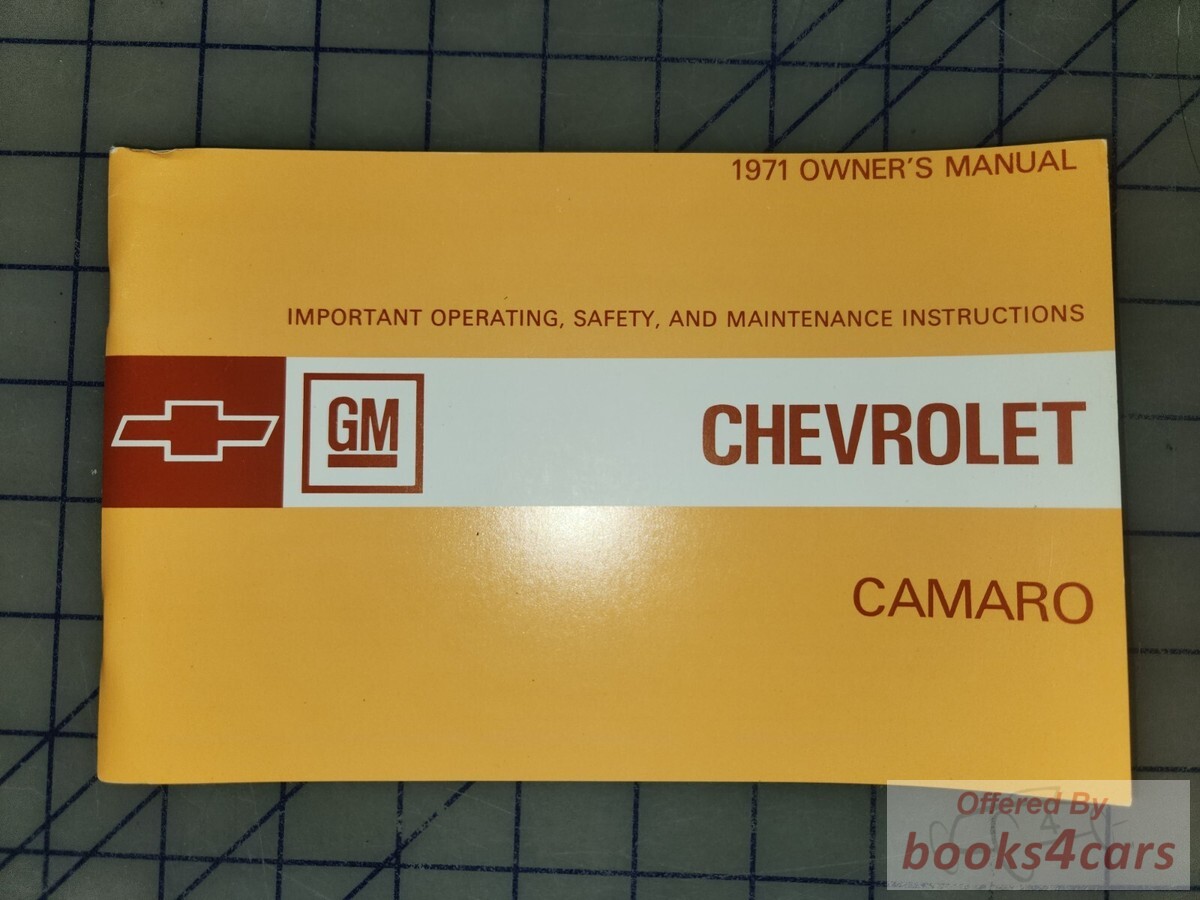 1971 OWNER'S MANUAL
IMPORTANT OPERATING, SAFETY, AND MAINTENANCE INSTRUCTIONS
GM
CHEVROLET
CAMARO
Offered By
books4cars